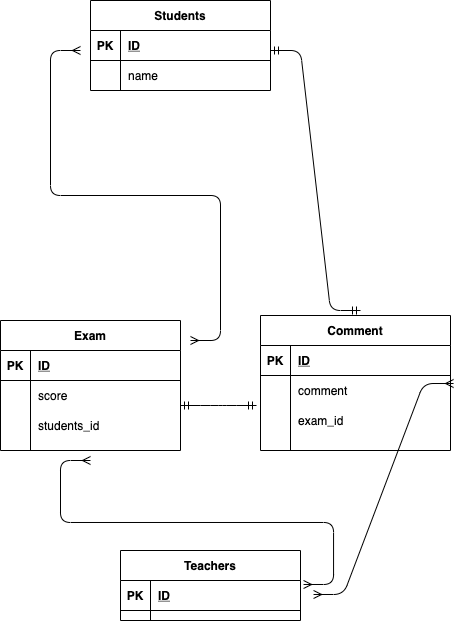 Students
PK ID
name
Exam
PK ID
score
students_id
Comment
PK ID
comment
exam_id
Teachers
PK ID